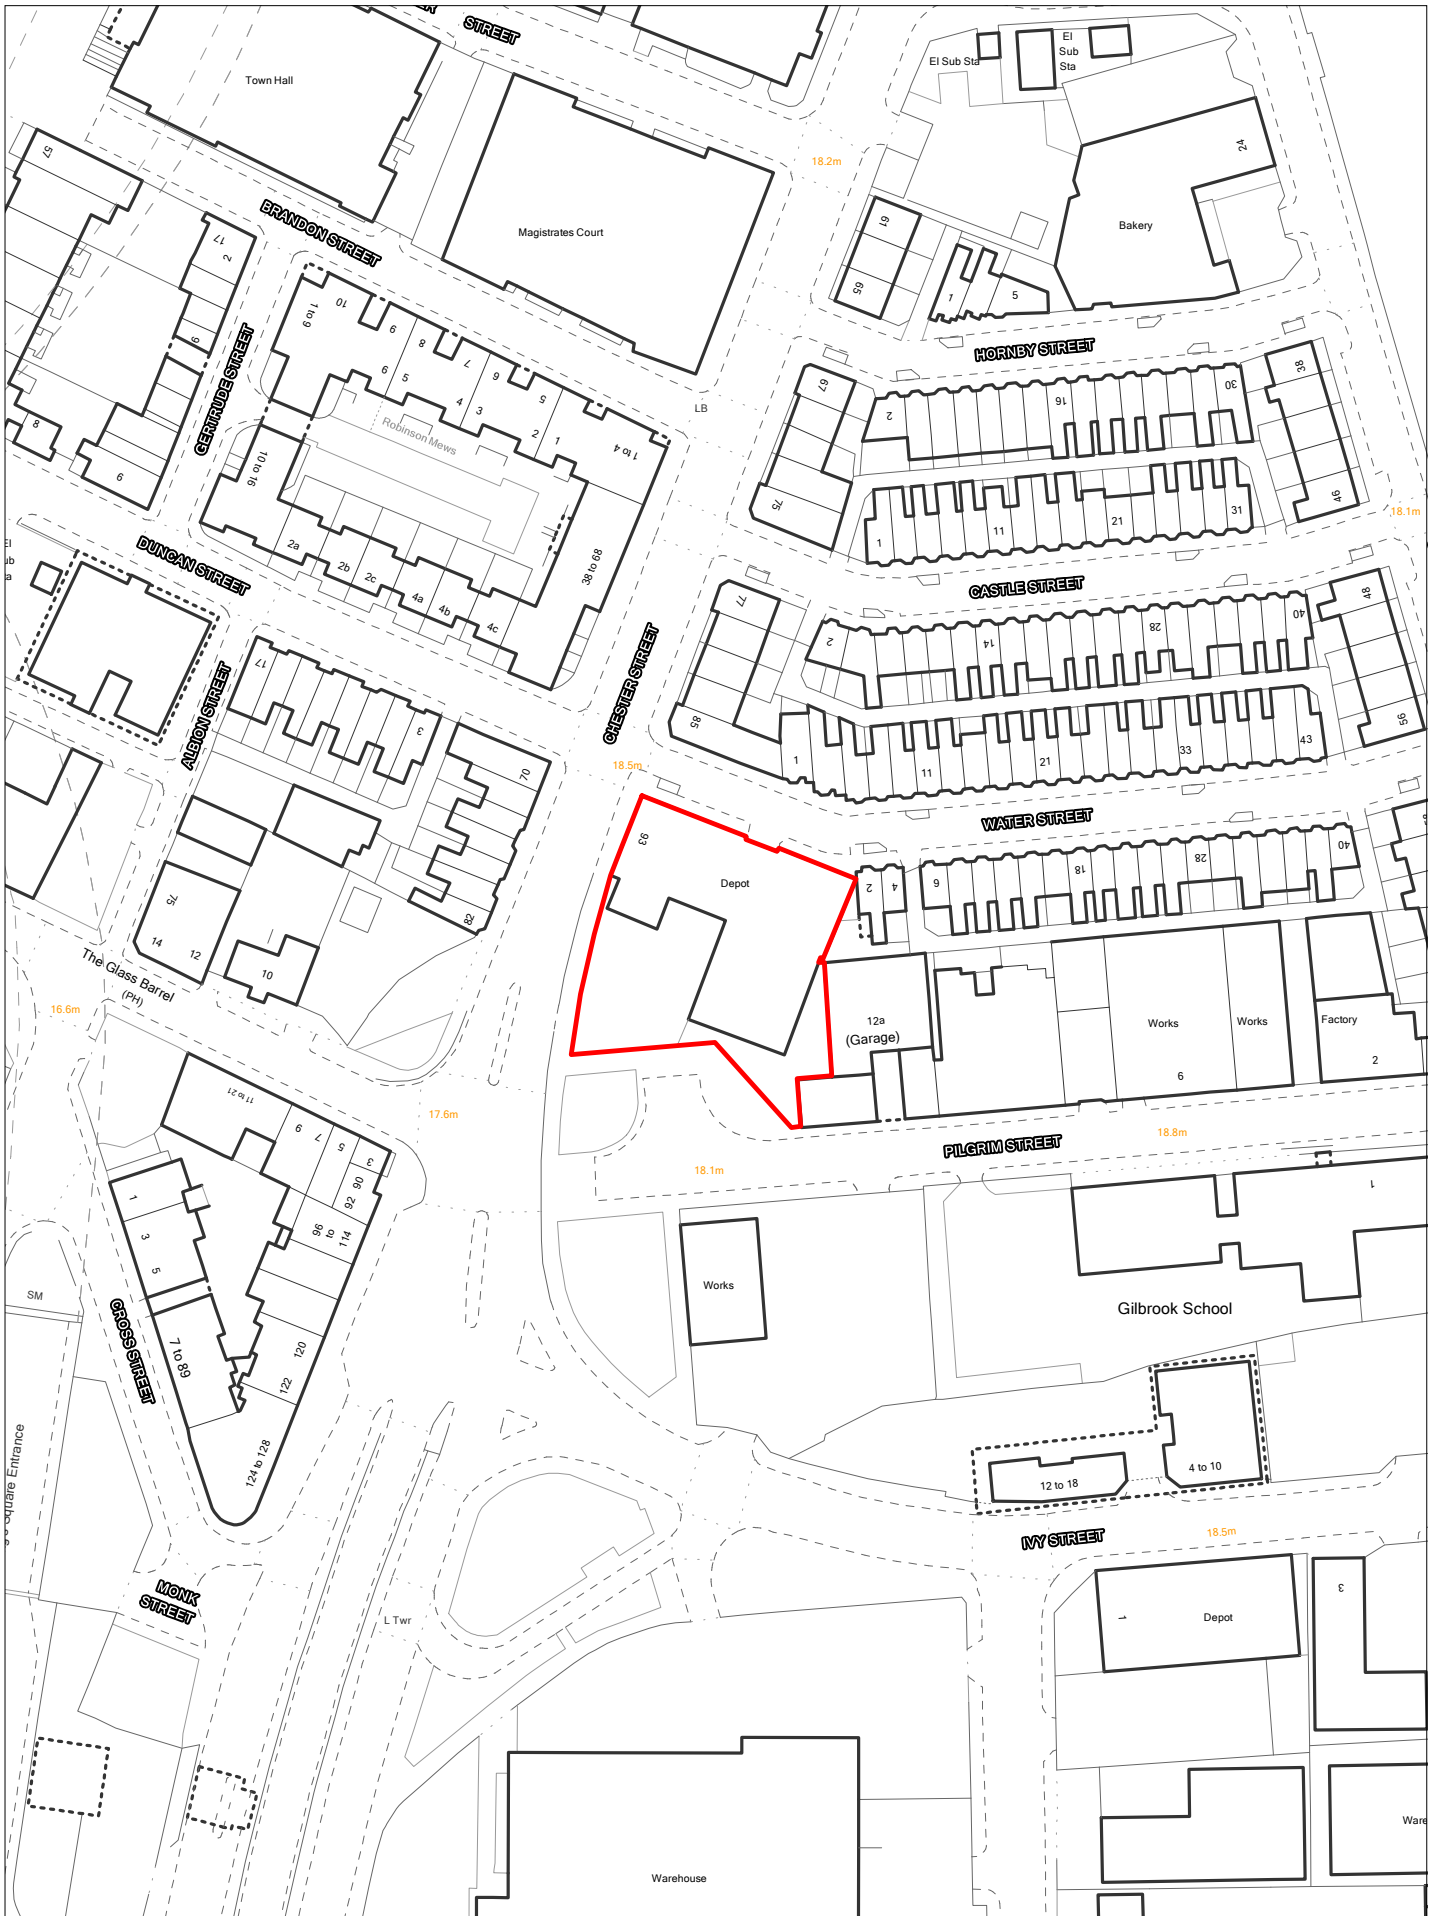 STREET
Town Hall
El Sub Sta
El
Sub
Sta
18.2m
57
BRANDON STREET
Magistrates Court
24
Bakery
61
65
1
5
17
2
9
HORNBY STREET
1 to 9
10
9
8
7
6
5
6
5
4
3
2
1
1 to 4
Robinson Mews
GERTRUDE STREET
LB
67
75
2
16
30
38
46
8
9
10 to 16
2a
2b
2c
4a
4b
4c
38 to 68
1
11
21
31
18.1m
DUNCAN STREET
CASTLE STREET
77
85
2
14
28
40
48
56
CHESTER STREET
ALBION STREET
17
3
70
82
18.5m
1
11
21
33
43
WATER STREET
93
Depot
2
4
6
18
28
40
75
14
12
10
The Glass Barrel
(PH)
16.6m
12a
(Garage)
Works
Works
6
Factory
2
11 to 21
9
7
5
3
90
92
96
to
114
17.6m
PILGRIM STREET
18.8m
18.1m
1
3
5
7 to 89
CROSS STREET
SM
120
122
124 to 128
Works
1
Gilbrook School
Square Entrance
12 to 18
4 to 10
IVY STREET
18.5m
MONK
STREET
L Twr
1
Depot
3
Warehouse
Ware